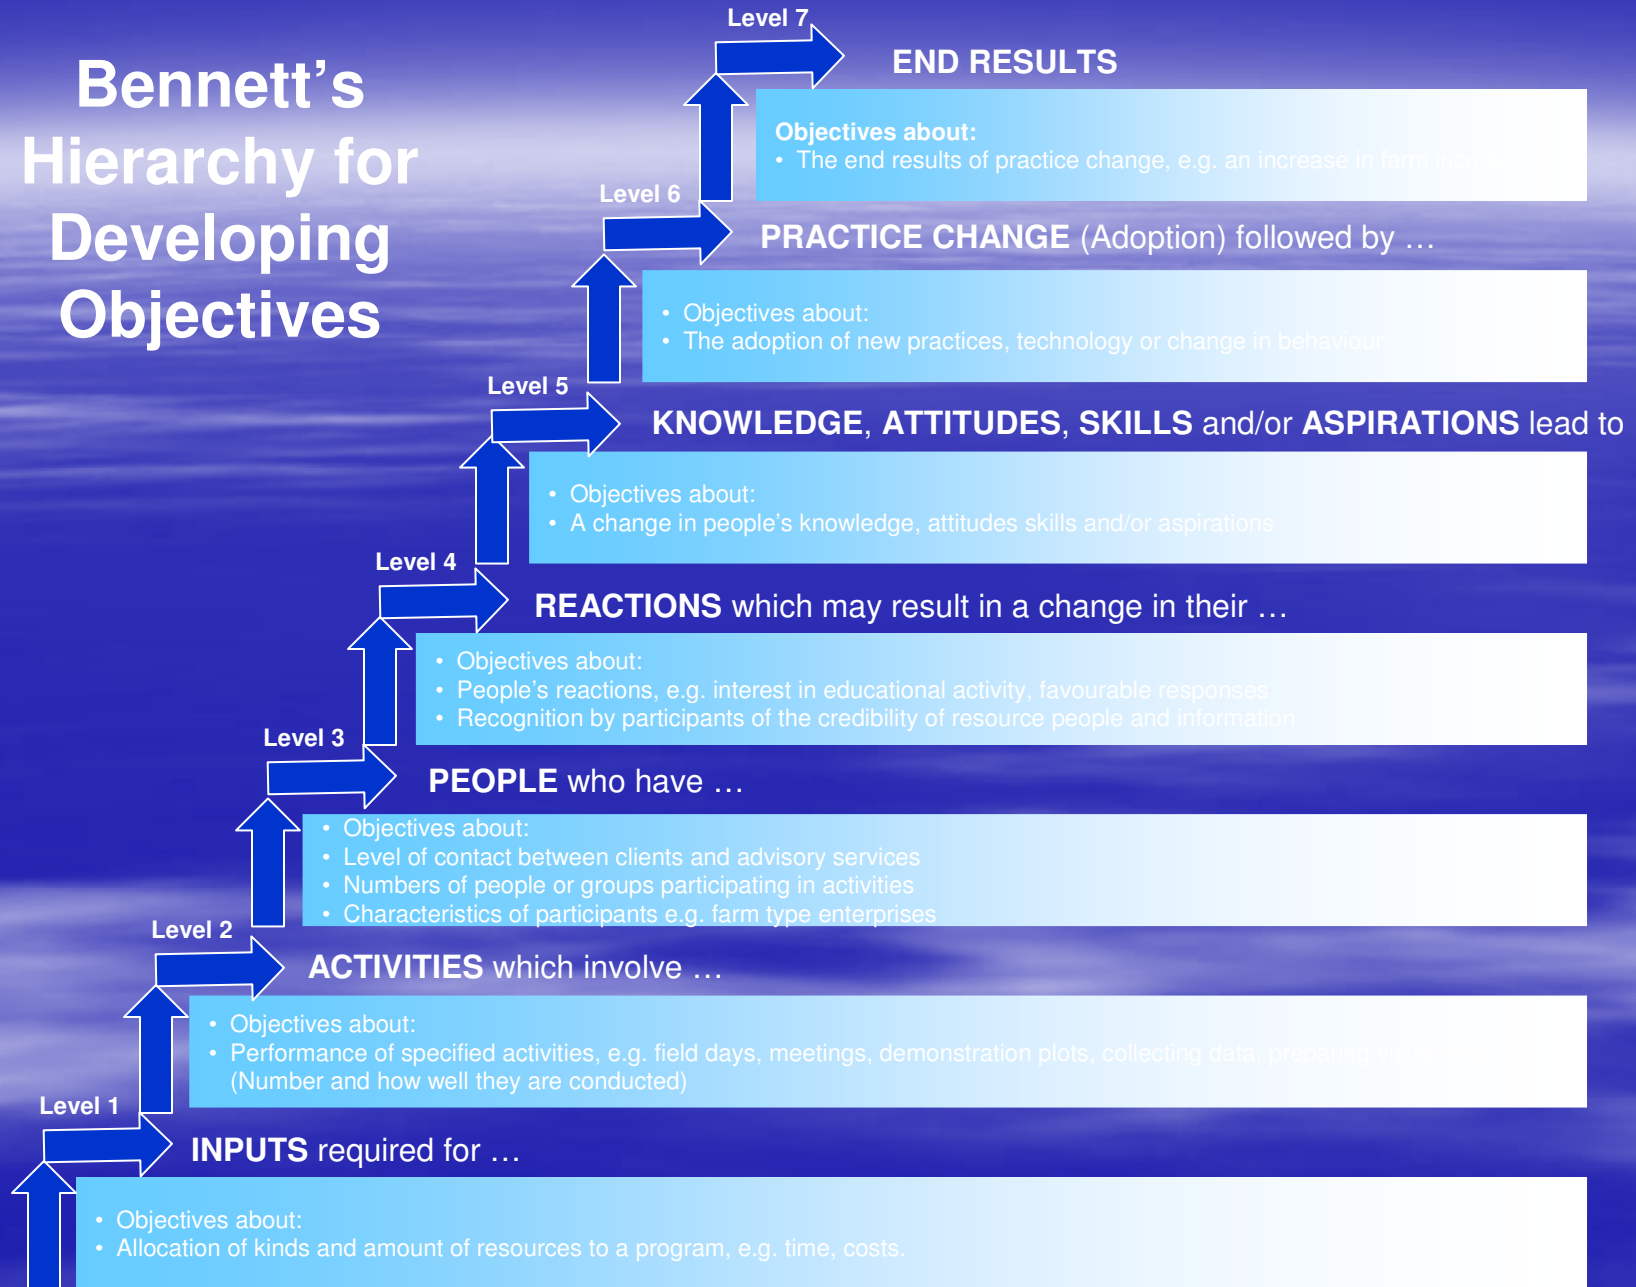 Bennett’s
Hierarchy for
Developing
Objectives
Level 7
END RESULTS
Objectives about:
• The end results of practice change, e.g. an increase in farm
Level 6
PRACTICE CHANGE (Adoption) followed by …
• Objectives about:
• The adoption of new practices, technology or change in behaviour
Level 5
KNOWLEDGE, ATTITUDES, SKILLS and/or ASPIRATIONS lead to
• Objectives about:
• A change in people’s knowledge, attitudes skills and/or aspirations
Level 4
REACTIONS which may result in a change in their …
• Objectives about:
• People’s reactions, e.g. interest in educational activity, favourable responses
• Recognition by participants of the credibility of resource people and information
Level 3
PEOPLE who have …
• Objectives about:
• Level of contact between clients and advisory services
• Numbers of people or groups participating in activities
• Characteristics of participants e.g. farm type enterprises
Level 2
ACTIVITIES which involve …
• Objectives about:
• Performance of specified activities, e.g. field days, meetings, demonstration plots, collecting data, preparing
(Number and how well they are conducted)
Level 1
INPUTS required for …
• Objectives about:
• Allocation of kinds and amount of resources to a program, e.g. time, costs.